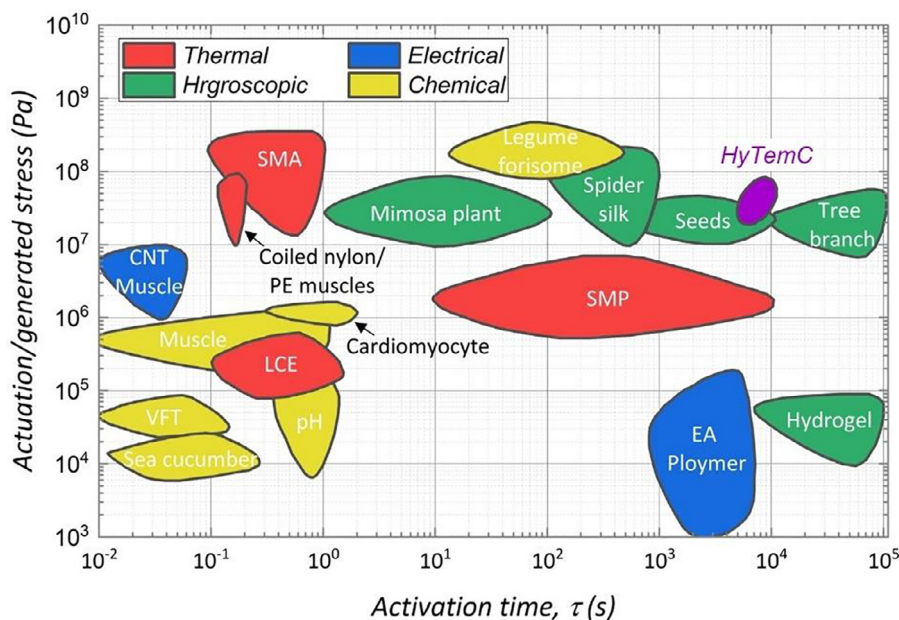 10^10
10^9
10^8
10^7
10^6
10^5
10^4
10^3
Actuation/generated stress (Pa)
Thermal
Electrical
Hrgroscopic
Chemical
SMA
Legume
forisome
HyTemC
Spider
silk
Mimosa plant
Seeds
Tree
branch
CNT
Muscle
Coiled nylon/
PE muscles
SMP
Muscle
Cardiomyocyte
LCE
VFT
pH
Sea cucumber
EA
Ploymer
Hydrogel
10^-2
10^-1
10^0
10^1
10^2
10^3
10^4
10^5
Activation time, τ (s)